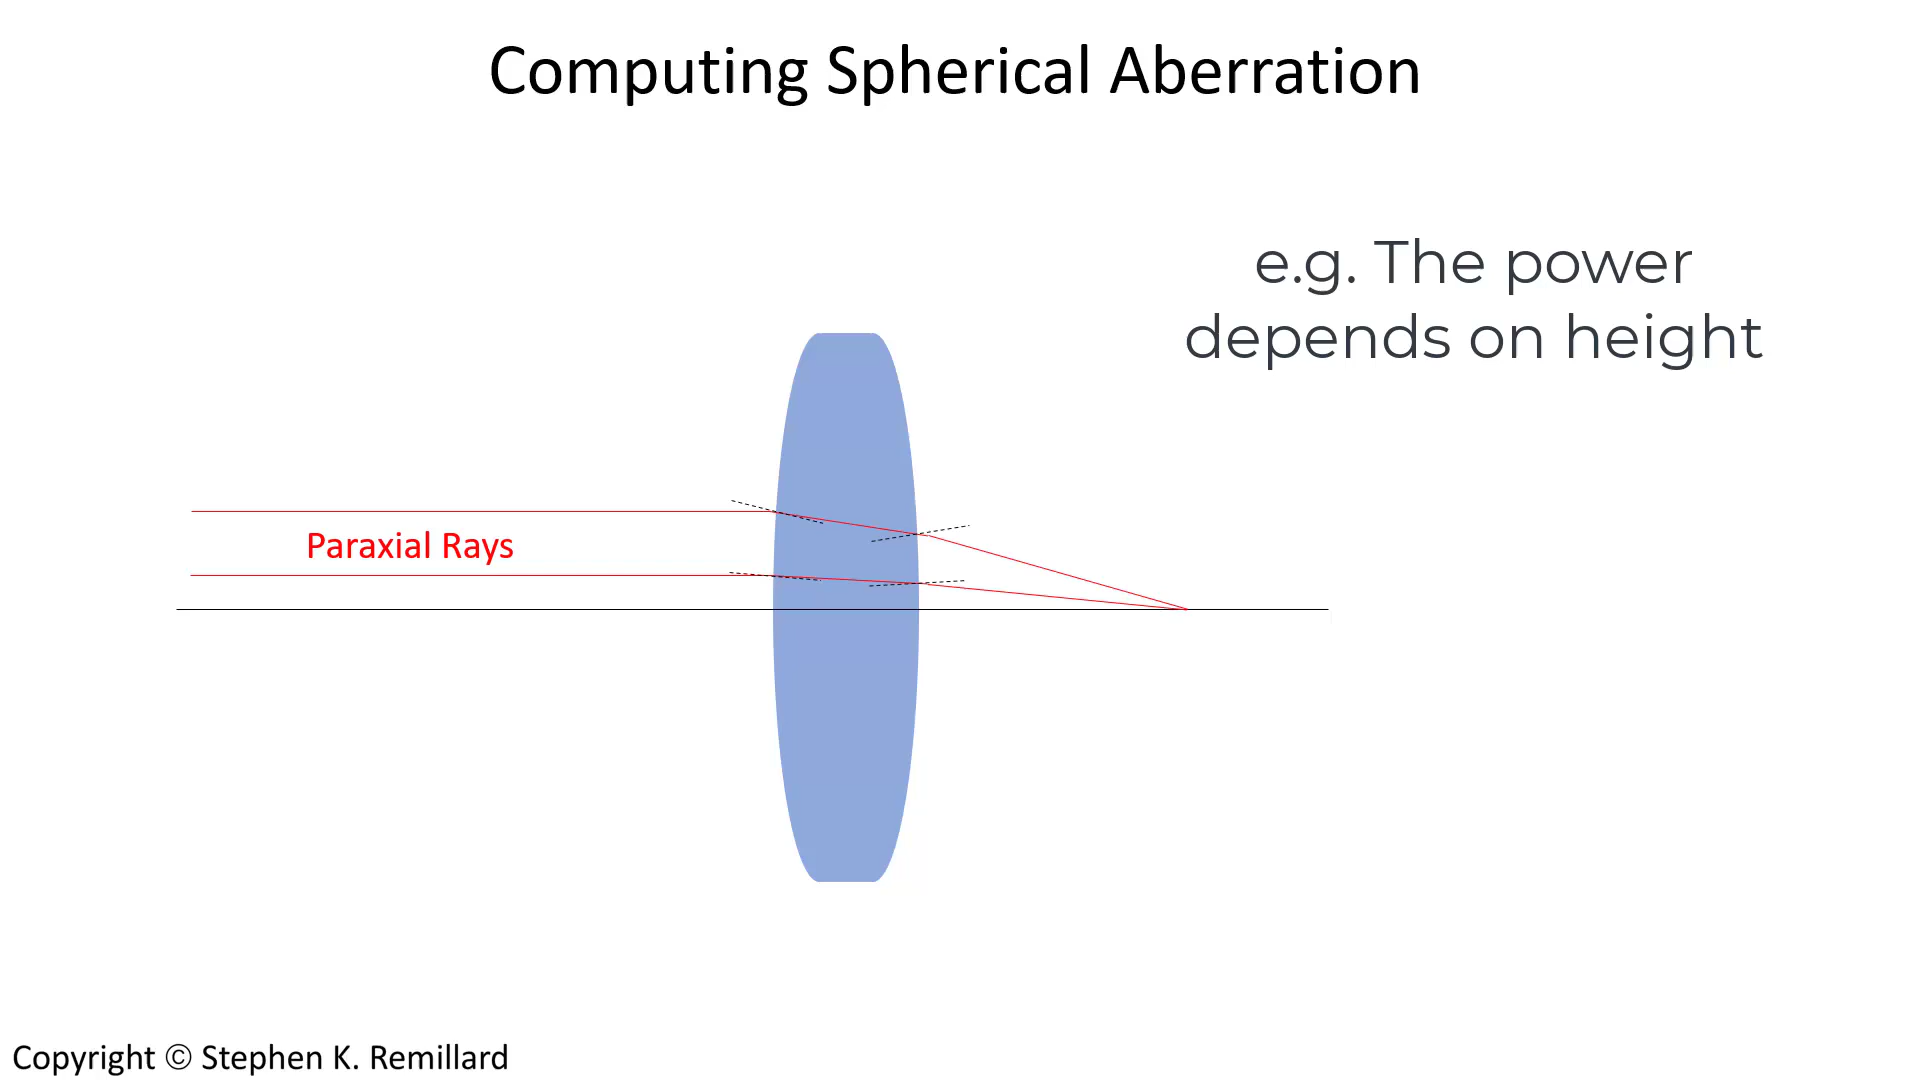 Computing Spherical Aberration
e.g. The power
depends on height
Paraxial Rays
Copyright © Stephen K. Remillard